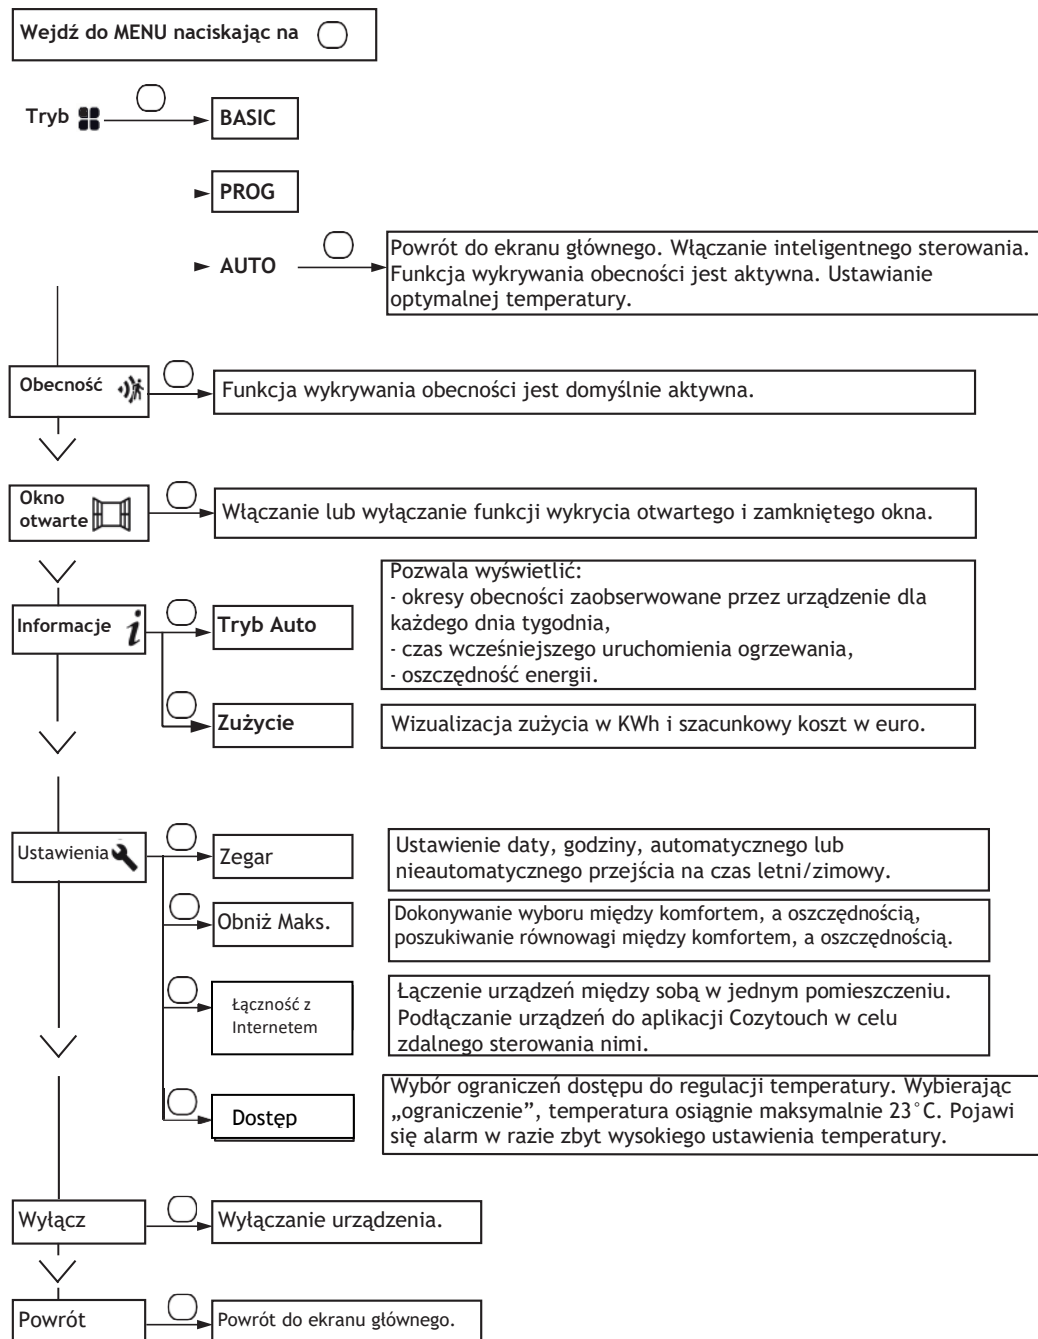 Wejdź do MENU naciskając na
Tryb
BASIC
PROG
AUTO
Powrót do ekranu głównego. Włączanie inteligentnego sterowania.
Funkcja wykrywania obecności jest aktywna. Ustawianie
optymalnej temperatury.
Obecność
Funkcja wykrywania obecności jest domyślnie aktywna.
Okno
otwarte
Włączanie lub wyłączanie funkcji wykrycia otwartego i zamkniętego okna.
Informacje
Tryb Auto
Pozwala wyświetlić:
- okresy obecności zaobserwowane przez urządzenie dla
każdego dnia tygodnia,
- czas wcześniejszego uruchomienia ogrzewania,
- oszczędność energii.
Zużycie
Wizualizacja zużycia w KWh i szacunkowy koszt w euro.
Ustawienia
Zegar
Ustawienie daty, godziny, automatycznego lub
nieautomatycznego przejścia na czas letni/zimowy.
Obniż Maks.
Dokonywanie wyboru między komfortem, a oszczędnością,
poszukiwanie równowagi między komfortem, a oszczędnością.
Łączność z
Internetem
Łączenie urządzeń między sobą w jednym pomieszczeniu.
Podłączanie urządzeń do aplikacji Cozytouch w celu
zdalnego sterowania nimi.
Dostęp
Wybór ograniczeń dostępu do regulacji temperatury. Wybierając
„ograniczenie”, temperatura osiągnie maksymalnie 23°C. Pojawi
się alarm w razie zbyt wysokiego ustawienia temperatury.
Wyłącz
Wyłączanie urządzenia.
Powrót
Powrót do ekranu głównego.